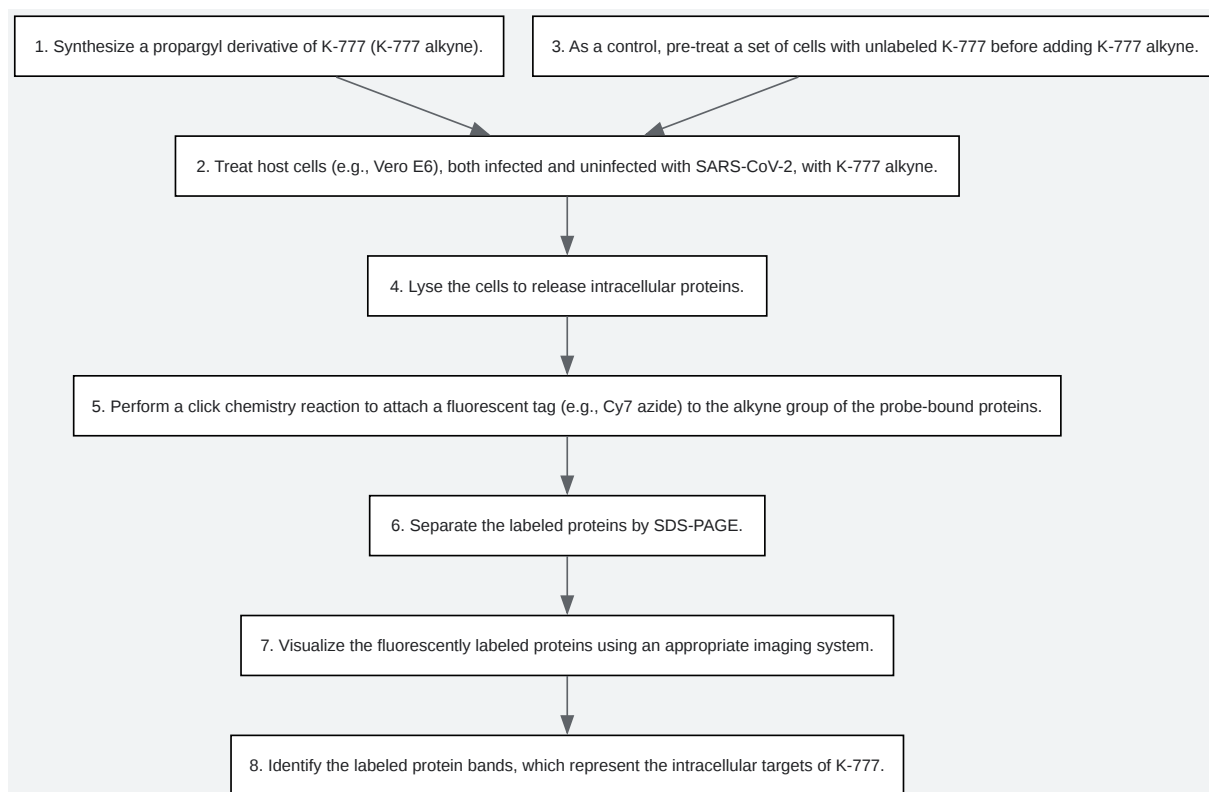 1. Synthesize a propargyl derivative of K-777 (K-777 alkyne).
3. As a control, pre-treat a set of cells with unlabeled K-777 before adding K-777 alkyne.
2. Treat host cells (e.g., Vero E6), both infected and uninfected with SARS-CoV-2, with K-777 alkyne.
4. Lyse the cells to release intracellular proteins.
5. Perform a click chemistry reaction to attach a fluorescent tag (e.g., Cy7 azide) to the alkyne group of the probe-bound proteins.
6. Separate the labeled proteins by SDS-PAGE.
7. Visualize the fluorescently labeled proteins using an appropriate imaging system.
8. Identify the labeled protein bands, which represent the intracellular targets of K-777.